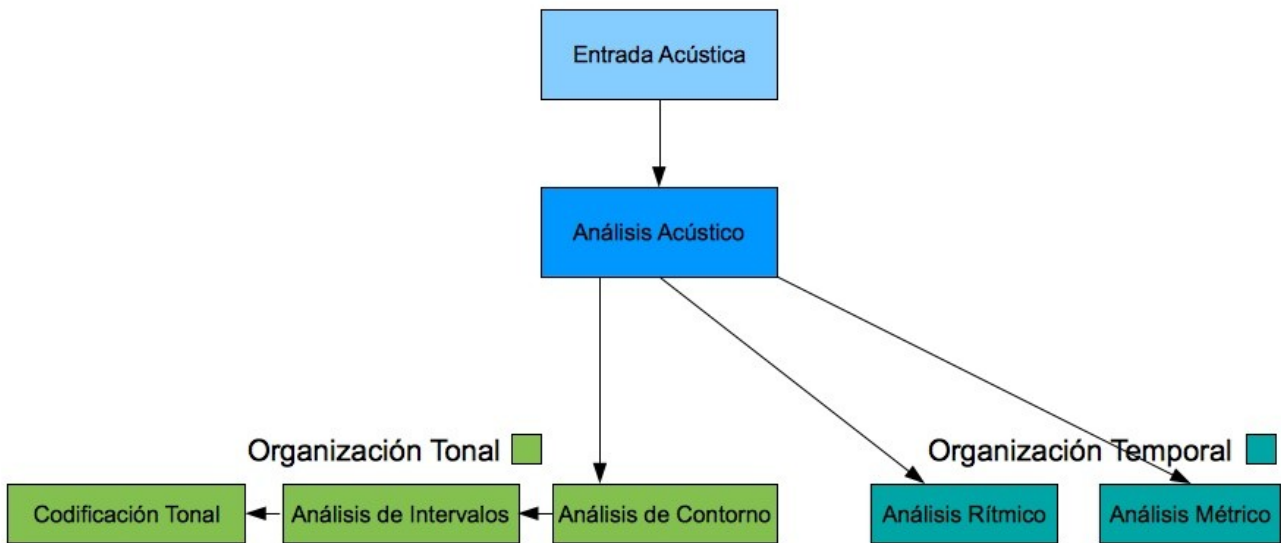 Entrada Acústica
Análisis Acústico
Organización Tonal
Organización Temporal
Codificación Tonal
Análisis de Intervalos
Análisis de Contorno
Análisis Rítmico
Análisis Métrico